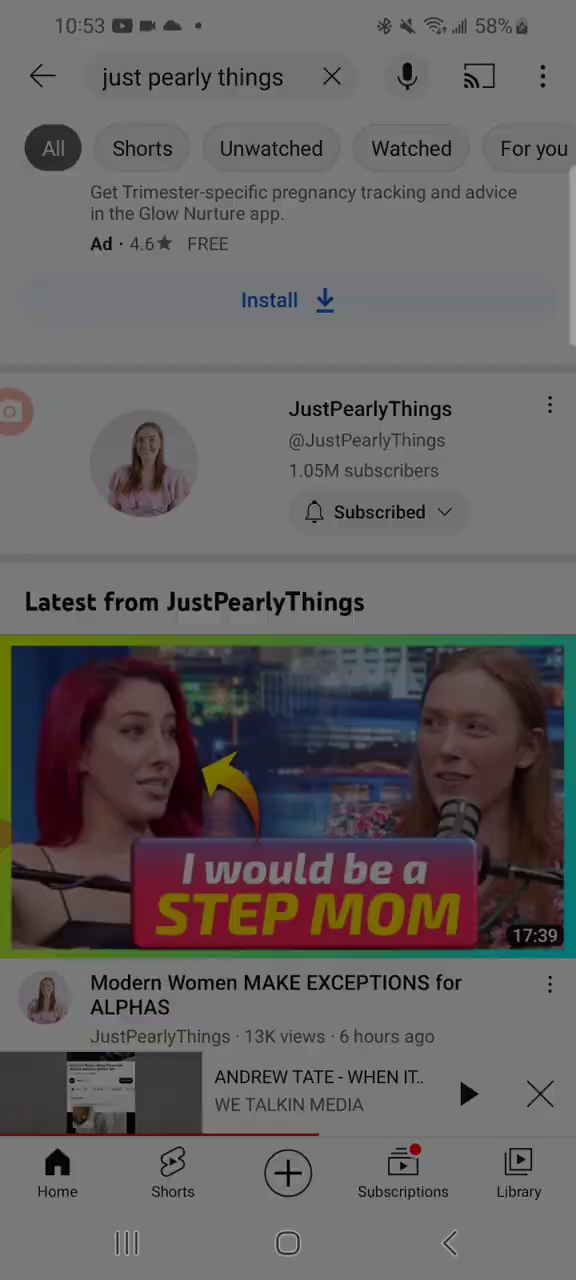 10:53
58%
just pearly things
All
Shorts
Unwatched
Watched
For you
Get Trimester-specific pregnancy tracking and advice
in the Glow Nurture app.
Ad · 4.6★ FREE
Install
JustPearlyThings
@JustPearlyThings
1.05M subscribers
Subscribed
Latest from JustPearlyThings
I would be a
STEP MOM
17:39
Modern Women MAKE EXCEPTIONS for
ALPHAS
JustPearlyThings · 13K views · 6 hours ago
ANDREW TATE - WHEN IT..
WE TALKIN MEDIA
Home
Shorts
Subscriptions
Library